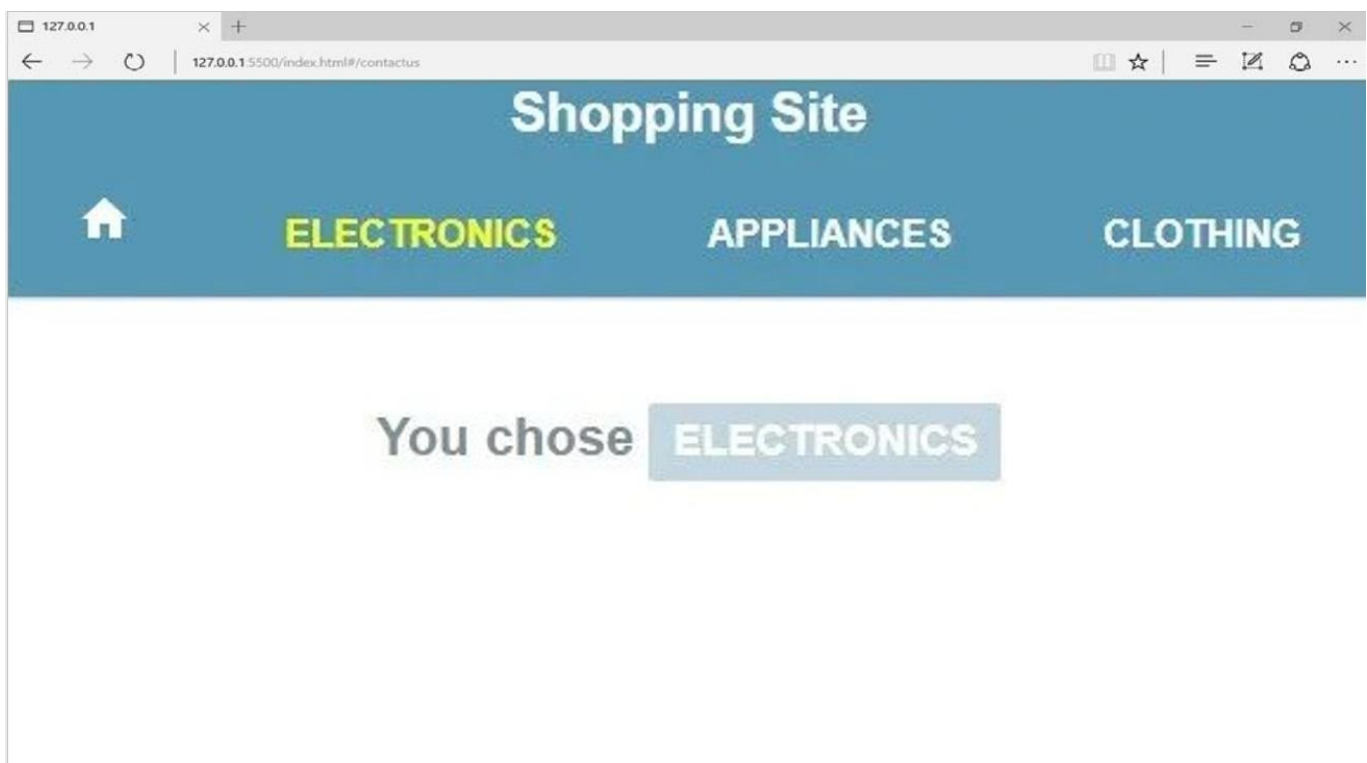 127.0.0.1
127.0.0.1:5500/index.html#/contactus
Shopping Site
ELECTRONICS APPLIANCES CLOTHING
You chose ELECTRONICS